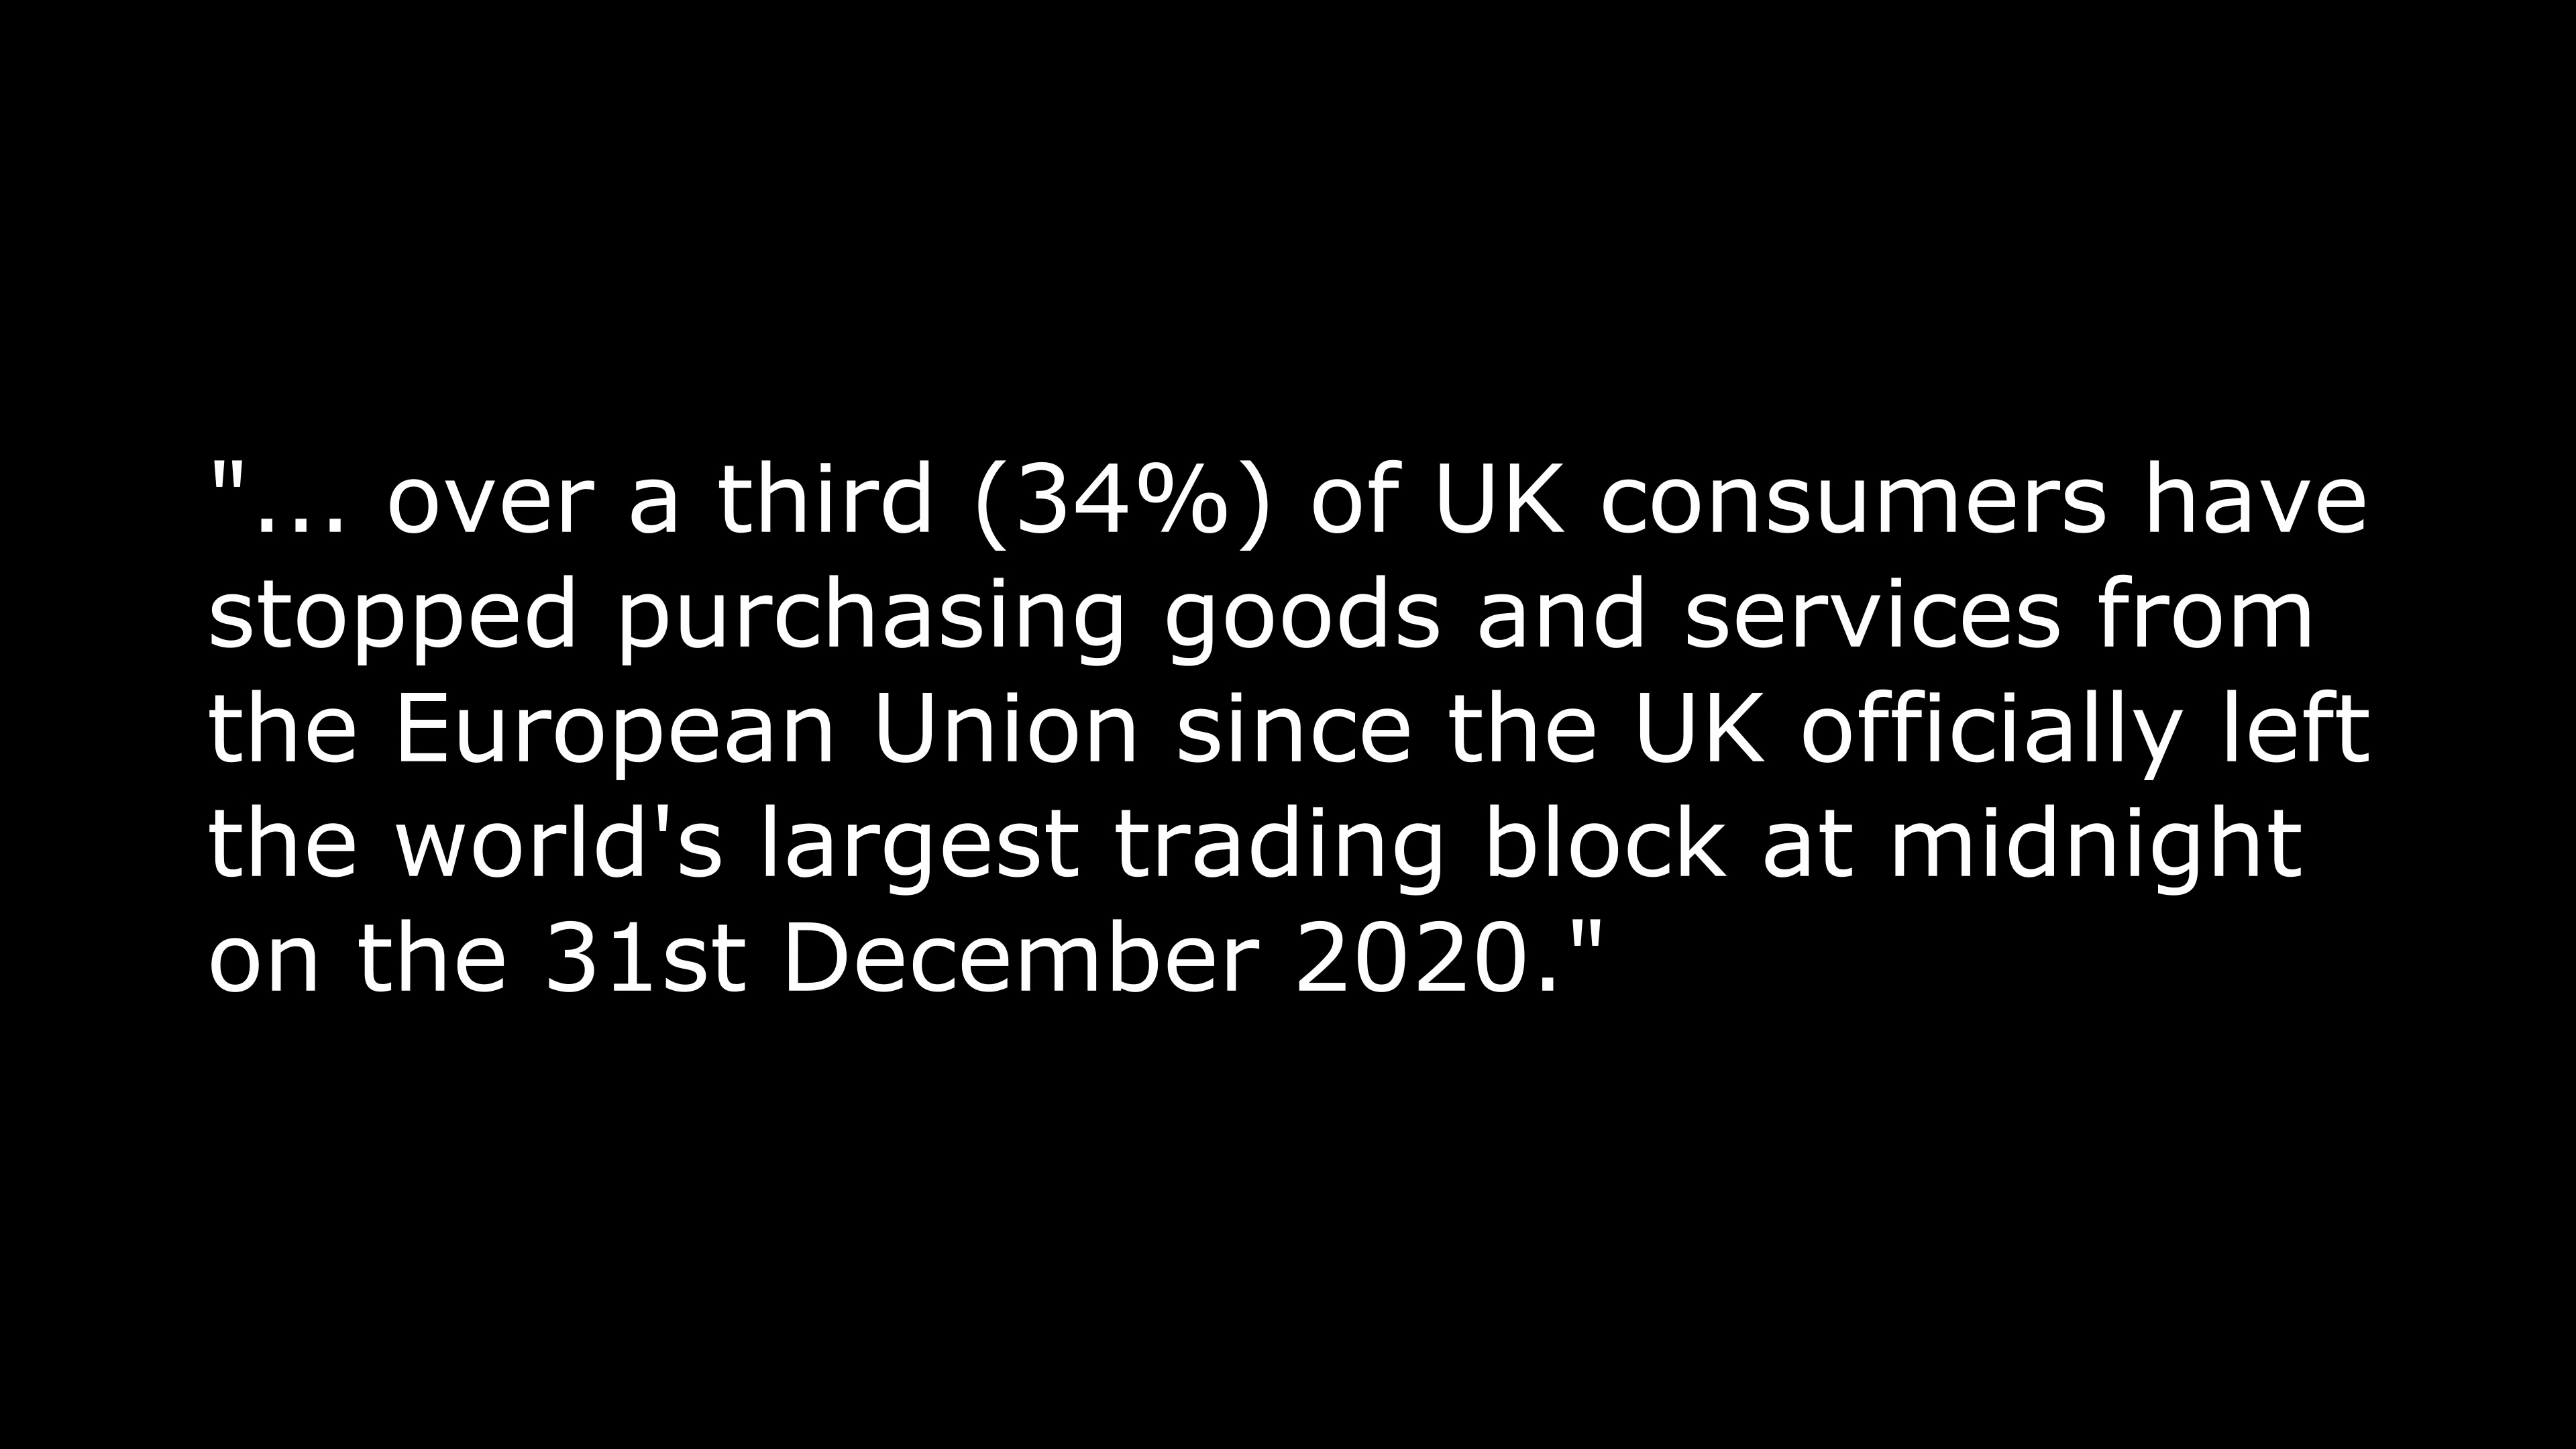 "... over a third (34%) of UK consumers have
stopped purchasing goods and services from
the European Union since the UK officially left
the world's largest trading block at midnight
on the 31st December 2020."